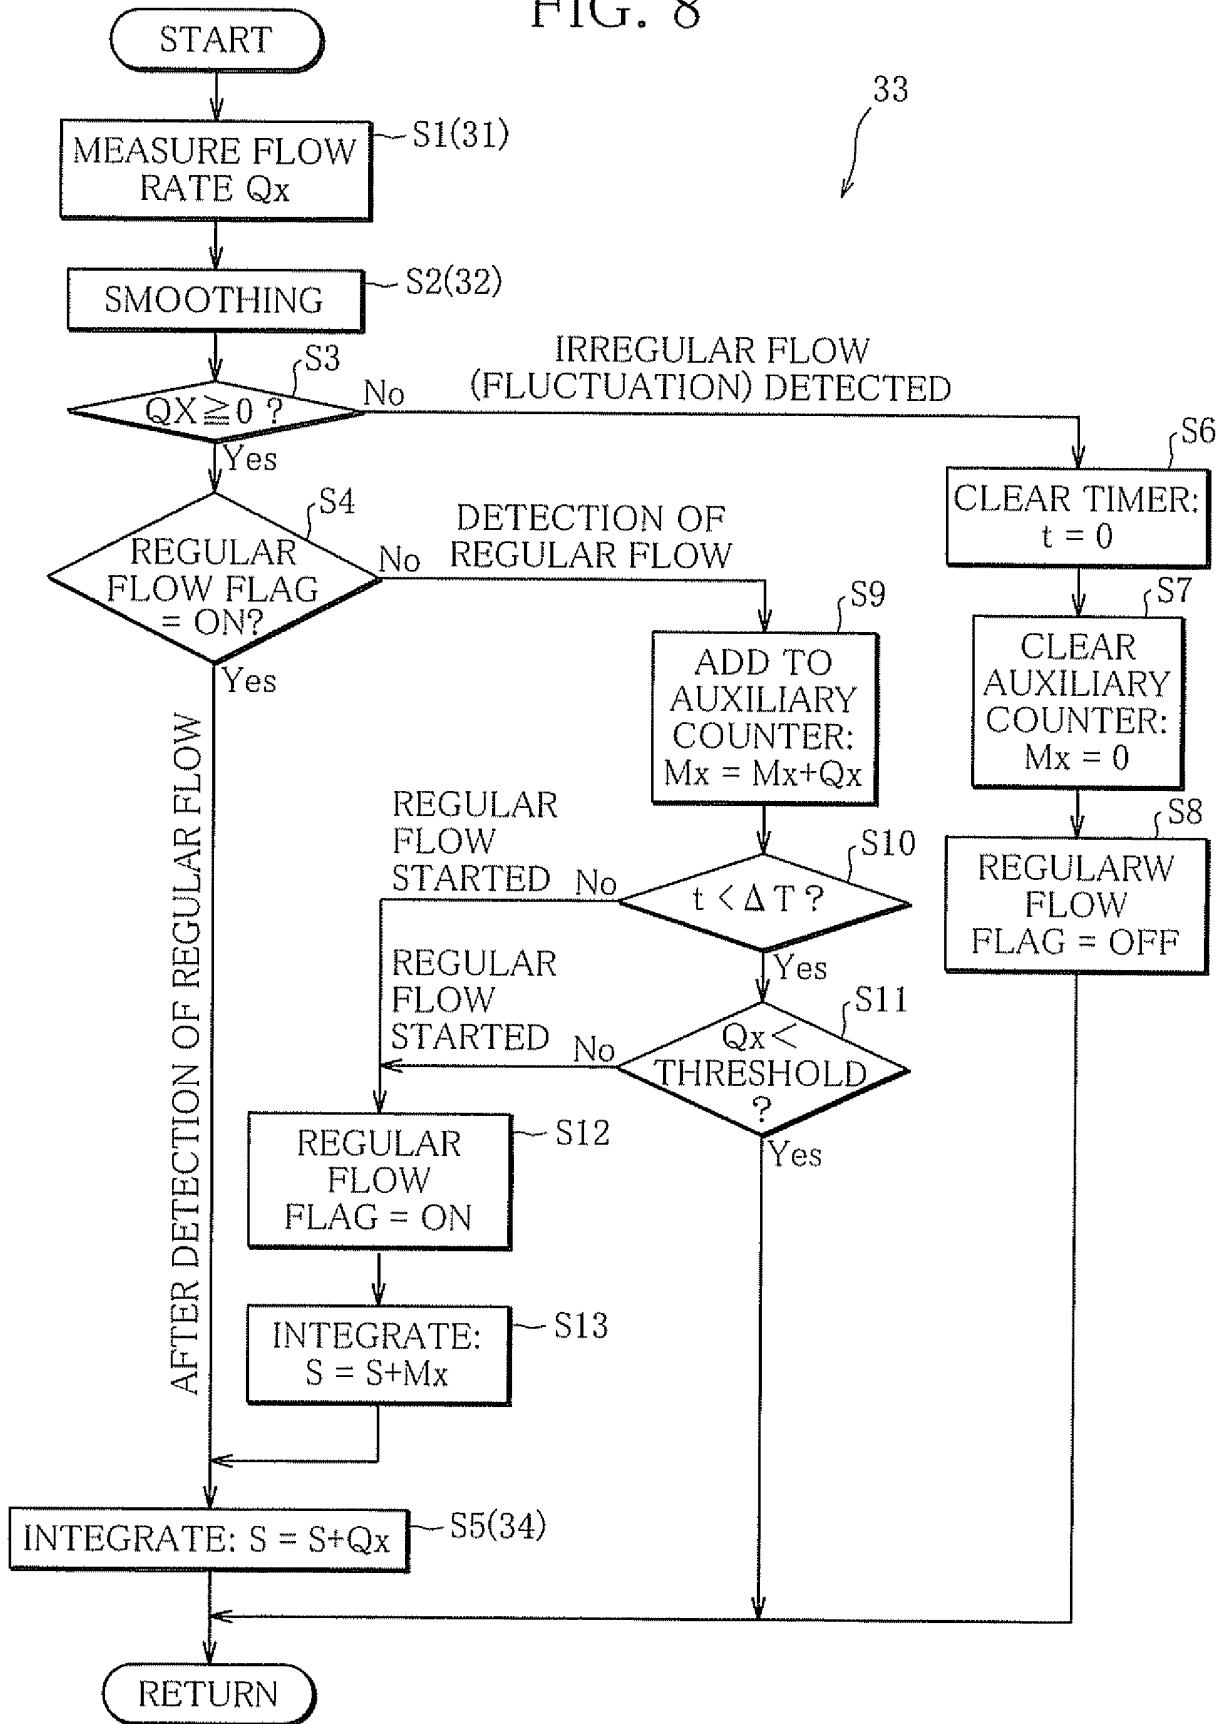 FIG. 8
START
33
MEASURE FLOW
RATE Qx
S1(31)
SMOOTHING
S2(32)
S3
QX≧0 ?
No
IRREGULAR FLOW
(FLUCTUATION) DETECTED
Yes
S6
CLEAR TIMER:
t = 0
S4
REGULAR
FLOW FLAG
= ON?
No
DETECTION OF
REGULAR FLOW
Yes
S7
CLEAR
AUXILIARY
COUNTER:
Mx = 0
S9
ADD TO
AUXILIARY
COUNTER:
Mx = Mx+Qx
S8
REGULARW
FLOW
FLAG = OFF
AFTER DETECTION OF REGULAR FLOW
REGULAR
FLOW
STARTED
No
S10
t < Δ T ?
Yes
REGULAR
FLOW
STARTED
No
S11
Qx <
THRESHOLD
?
Yes
REGULAR
FLOW
FLAG = ON
S12
INTEGRATE:
S = S+Mx
S13
INTEGRATE: S = S+Qx
S5(34)
RETURN